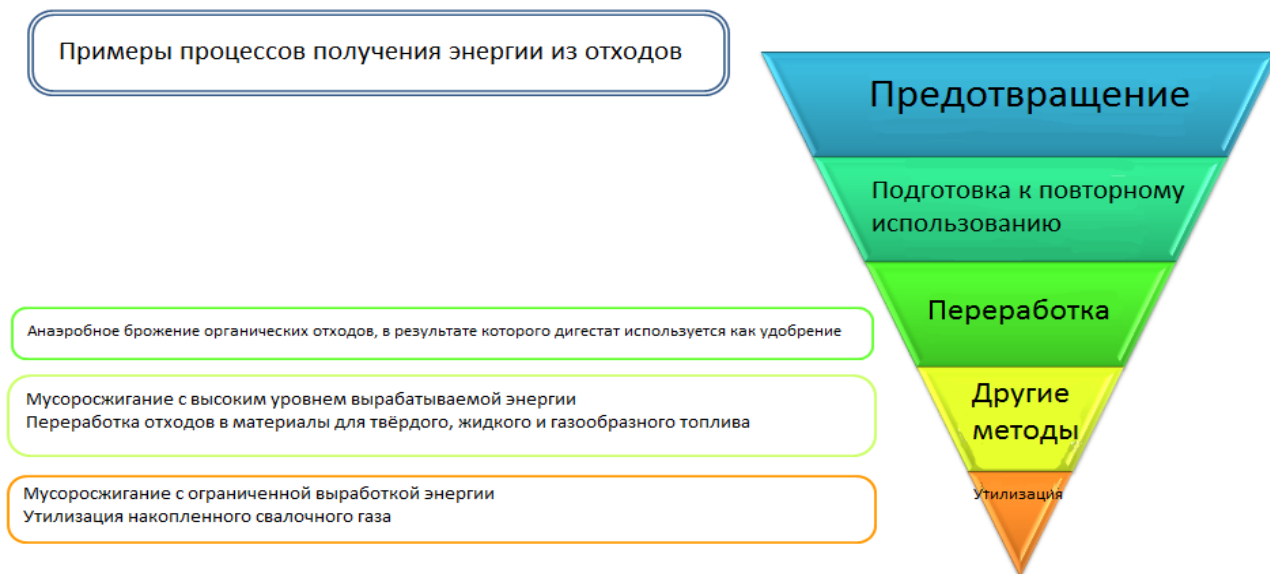 Примеры процессов получения энергии из отходов
Предотвращение
Подготовка к повторному
использованию
Переработка
Анаэробное брожение органических отходов, в результате которого дигестат используется как удобрение
Другие
методы
Мусоросжигание с высоким уровнем вырабатываемой энергии
Переработка отходов в материалы для твёрдого, жидкого и газообразного топлива
Утилизация
Мусоросжигание с ограниченной выработкой энергии
Утилизация накопленного свалочного газа